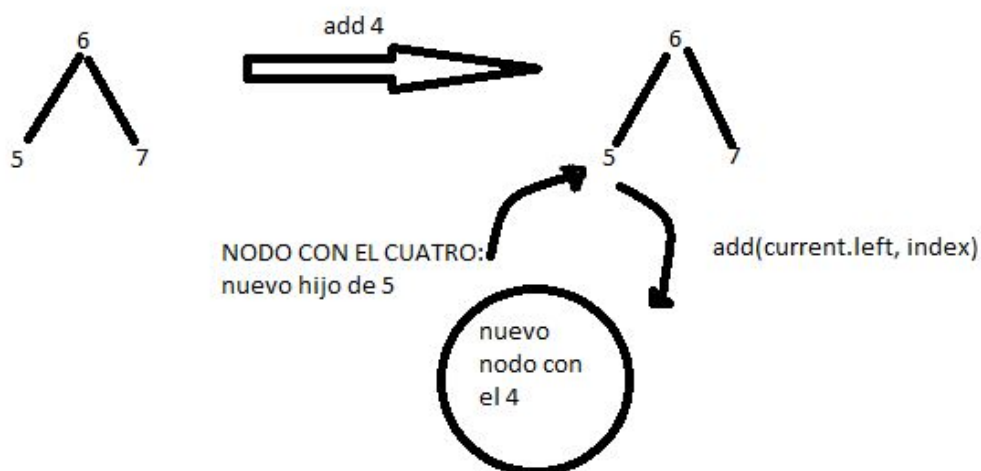 6
5
7
add 4
6
5
7
NODO CON EL CUATRO:
nuevo hijo de 5
add(current.left, index)
nuevo
nodo con
el 4